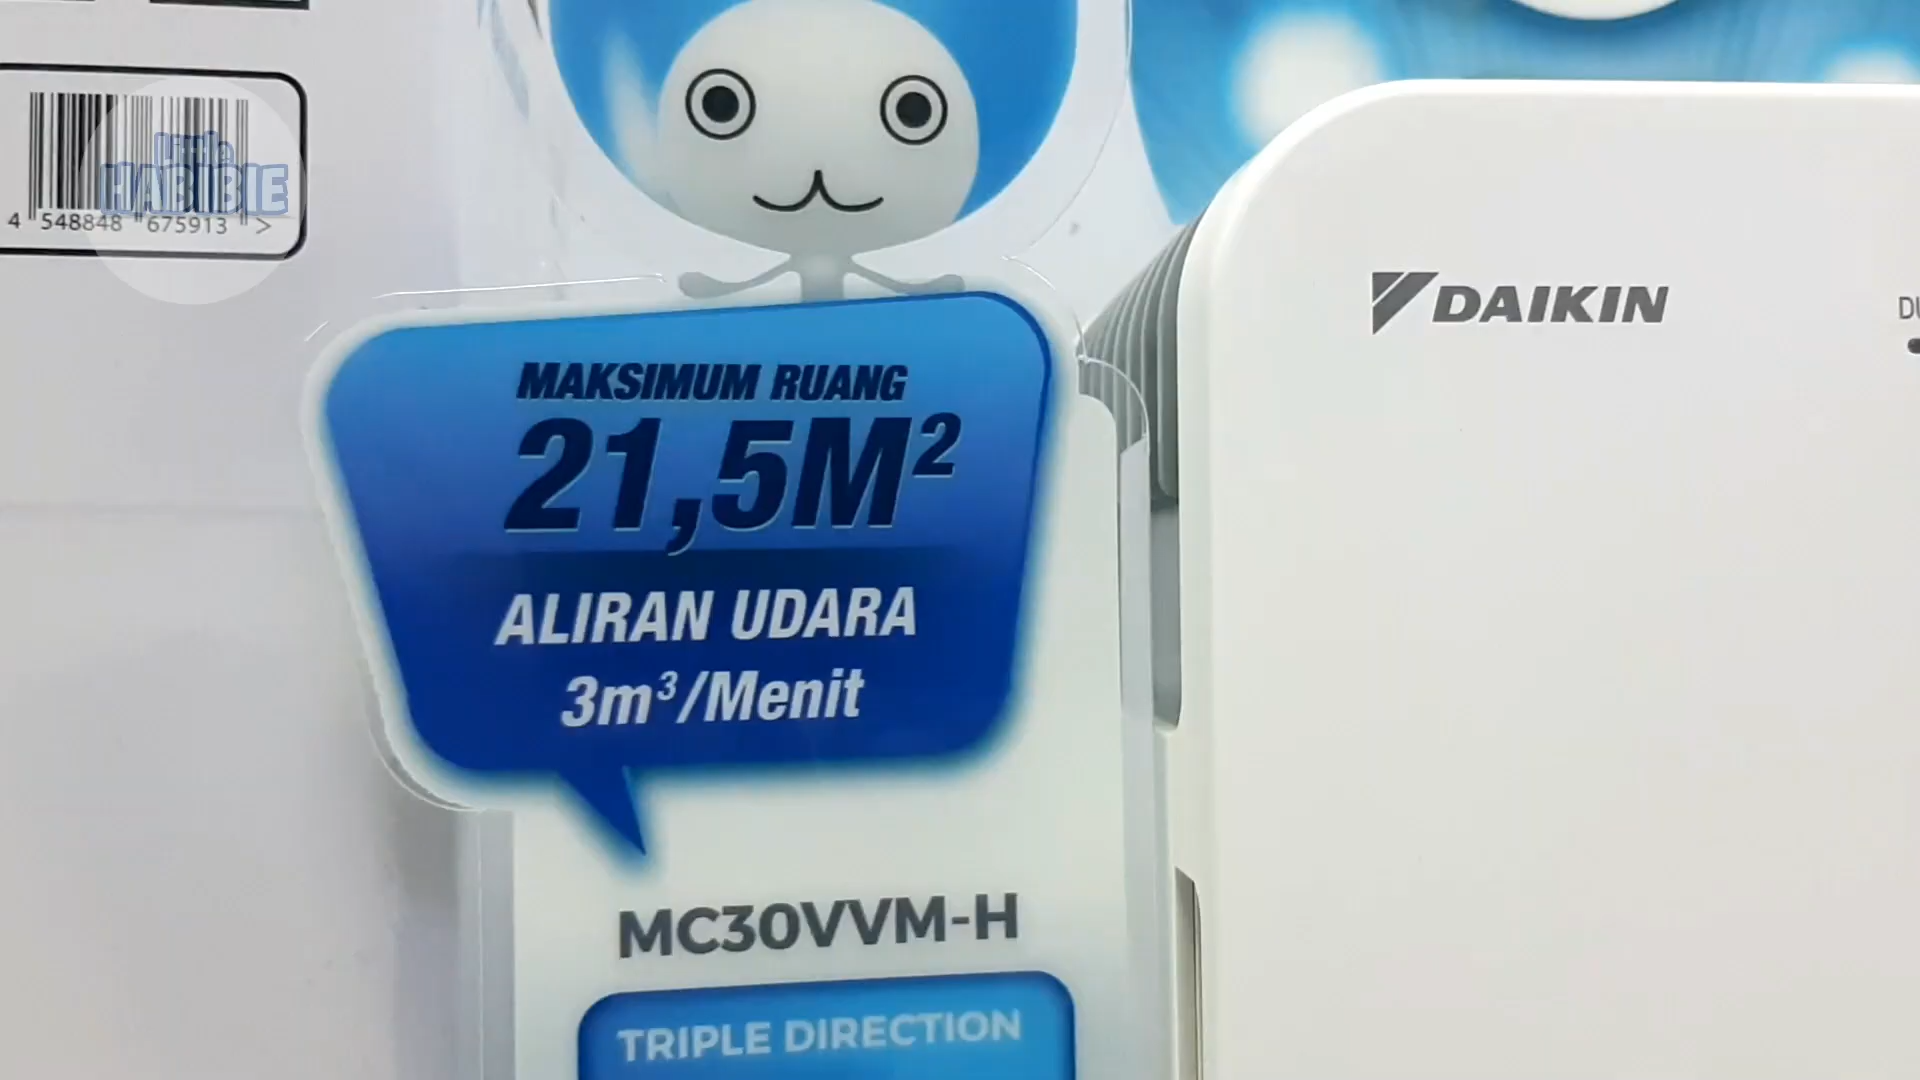 Little
HABIBIE
4 548848 675913 >
DAIKIN
MAKSIMUM RUANG
21,5M²
ALIRAN UDARA
3m³/Menit
MC30VVM-H
TRIPLE DIRECTION